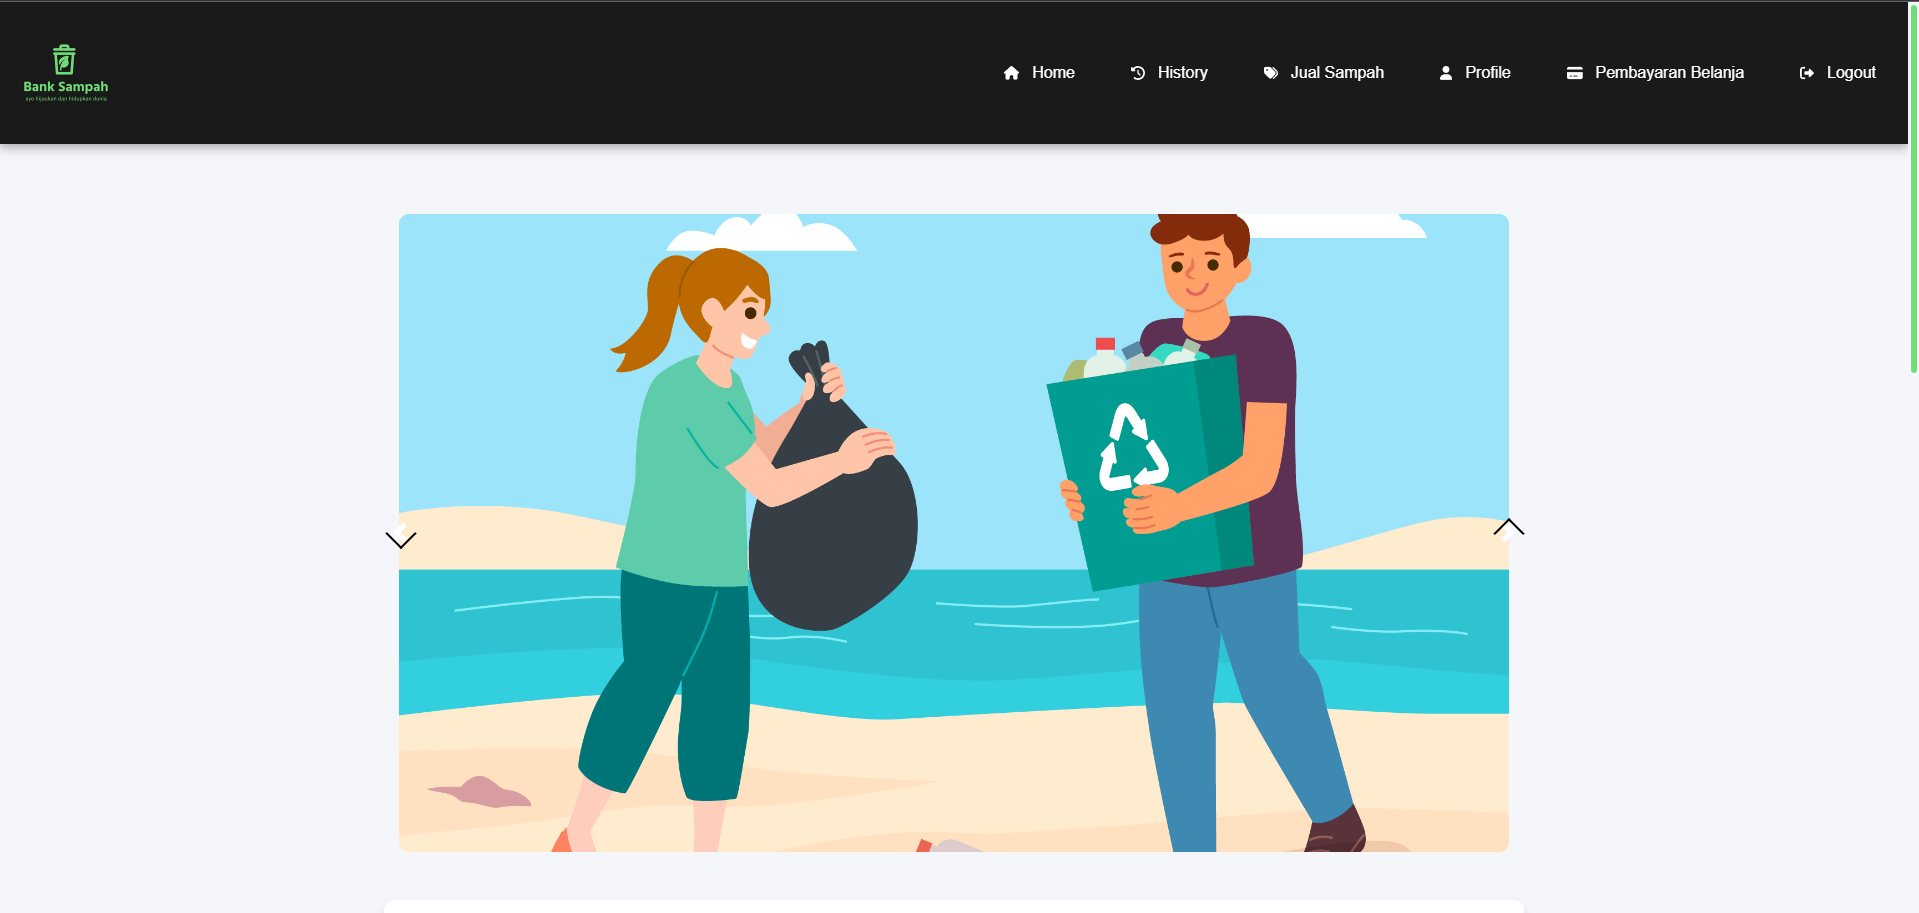 Bank Sampah
ayo hijaukan dan hidupkan dunia
Home
History
Jual Sampah
Profile
Pembayaran Belanja
Logout